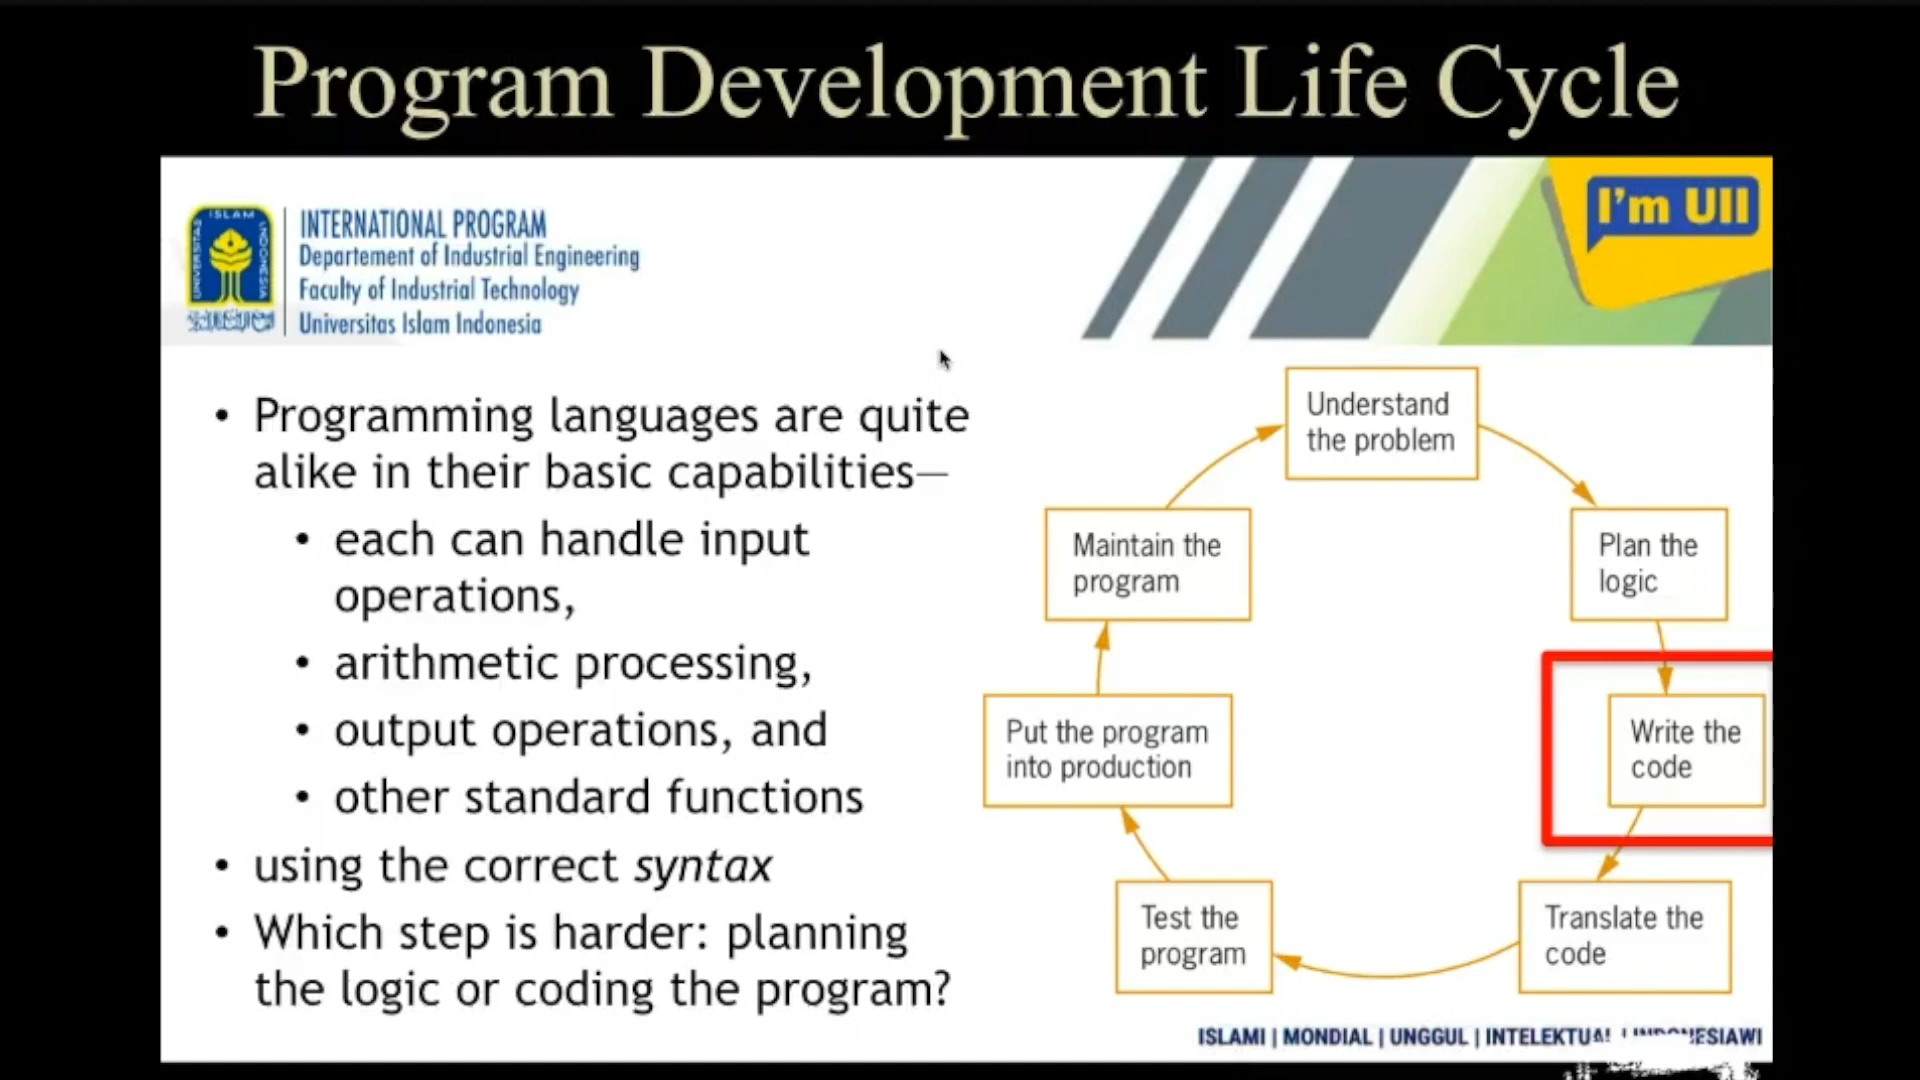 Program Development Life Cycle
ISLAM
UNIVERSITAS
INDONESIA
INTERNATIONAL PROGRAM
Departement of Industrial Engineering
Faculty of Industrial Technology
Universitas Islam Indonesia
I'm UII
• Programming languages are quite
alike in their basic capabilities—
• each can handle input
operations,
• arithmetic processing,
• output operations, and
• other standard functions
• using the correct syntax
• Which step is harder: planning
the logic or coding the program?
Understand
the problem
Plan the
logic
Write the
code
Translate the
code
Test the
program
Put the program
into production
Maintain the
program
ISLAMI | MONDIAL | UNGGUL | INTELEKTUAL | INDONESIAWI